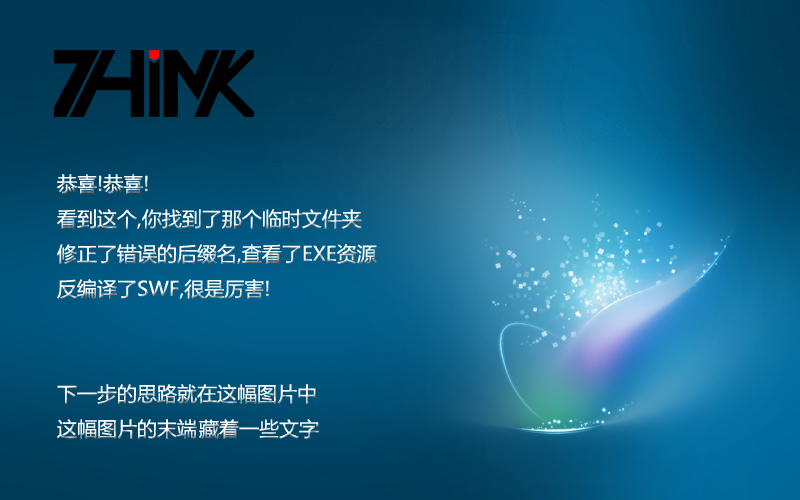 THiNK
恭喜!恭喜!
看到这个,你找到了那个临时文件夹
修正了错误的后缀名,查看了EXE资源
反编译了SWF,很是厉害!
下一步的思路就在这幅图片中
这幅图片的末端藏着一些文字